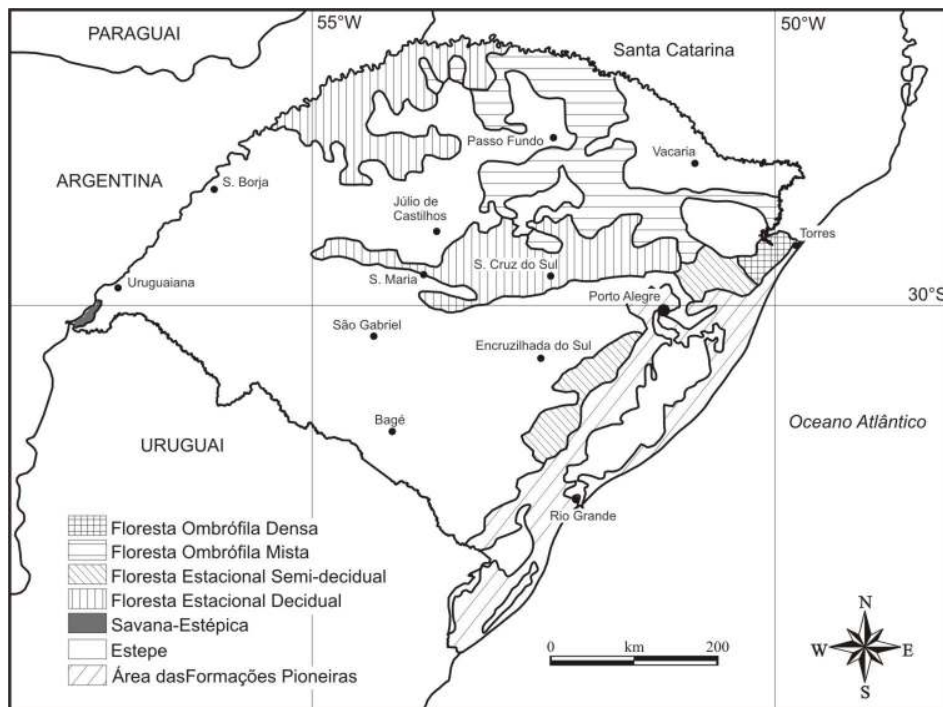 55°W
50°W
PARAGUAI
Santa Catarina
Passo Fundo
Vacaria
ARGENTINA
S. Borja
Júlio de
Castilhos
Torres
S. Maria
S. Cruz do Sul
Uruguaiana
Porto Alegre
30°S
São Gabriel
Encruzilhada do Sul
Bagé
Oceano Atlântico
URUGUAI
Rio Grande
Floresta Ombrófila Densa
Floresta Ombrófila Mista
Floresta Estacional Semi-decidual
Floresta Estacional Decidual
Savana-Estépica
Estepe
Área dasFormações Pioneiras
0
km
200
N
W
E
S